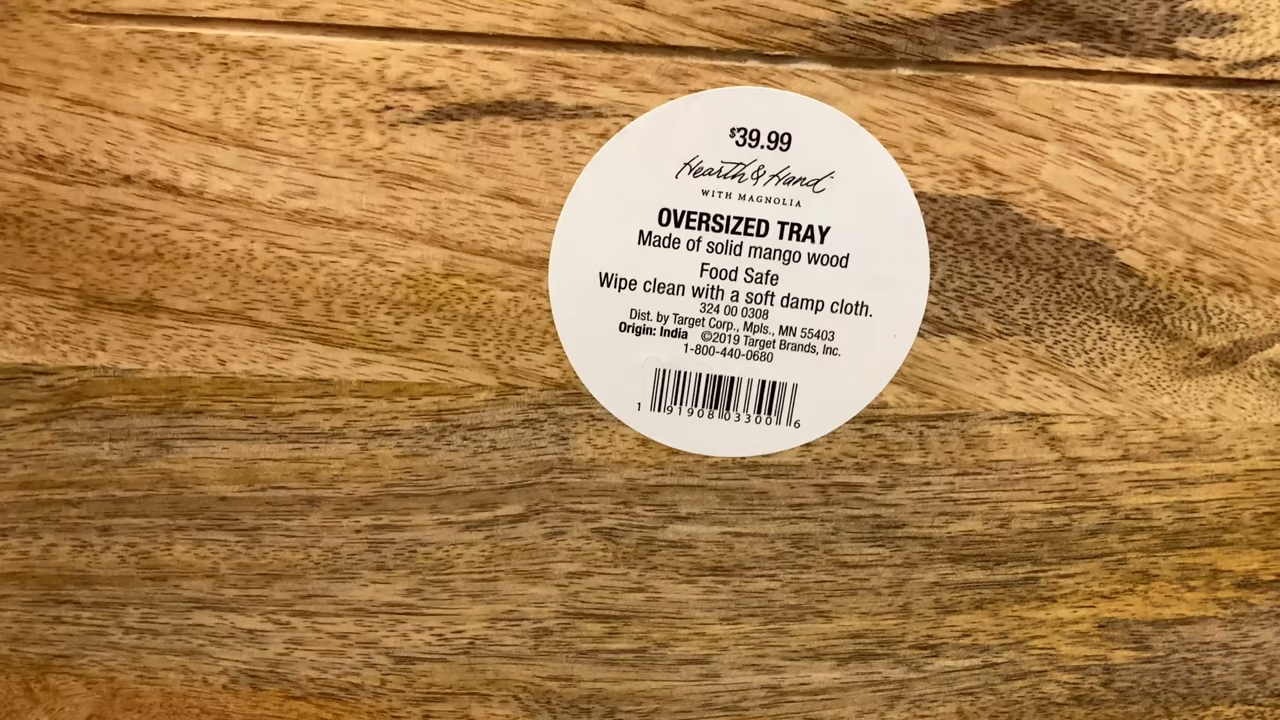 $39.99
Hearth & Hand
WITH MAGNOLIA
OVERSIZED TRAY
Made of solid mango wood
Food Safe
Wipe clean with a soft damp cloth.
324 00 0308
Dist. by Target Corp., Mpls., MN 55403
Origin: India ©2019 Target Brands, Inc.
1-800-440-0680
1 91908 03300 6